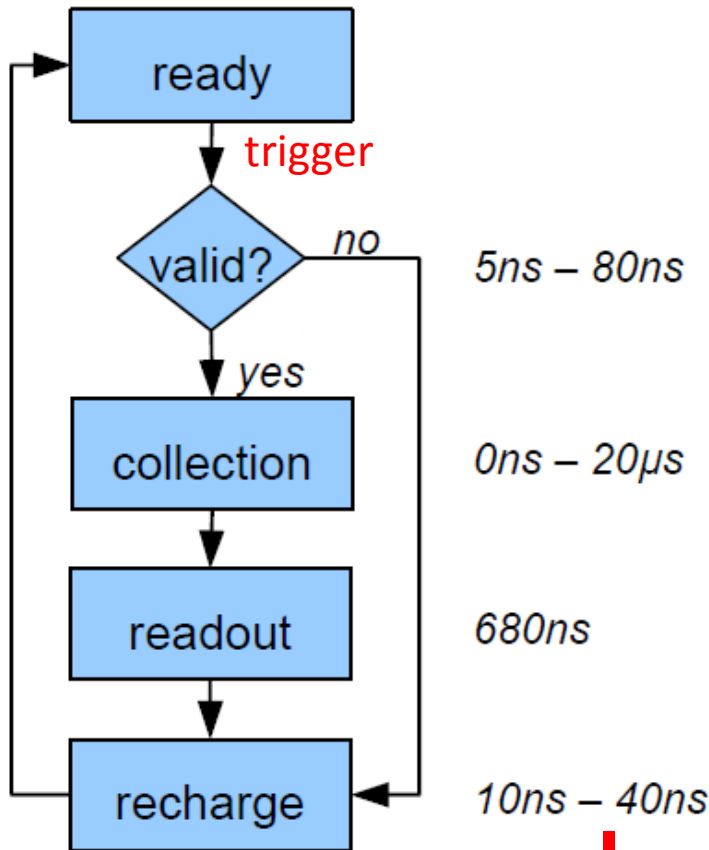 ready
trigger
valid?
no
5ns – 80ns
yes
collection
0ns – 20µs
readout
680ns
recharge
10ns – 40ns